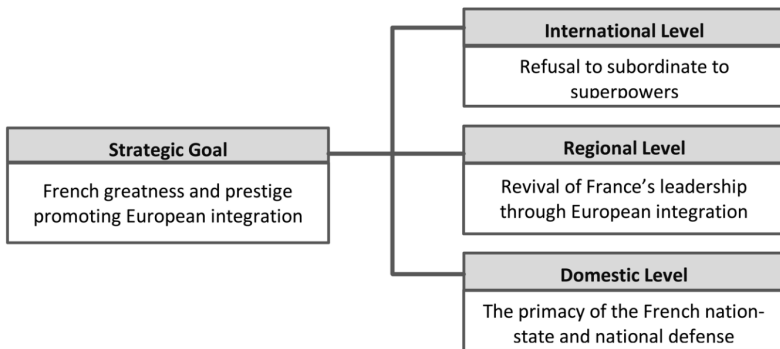 International Level
Refusal to subordinate to
superpowers
Strategic Goal
French greatness and prestige
promoting European integration
Regional Level
Revival of France's leadership
through European integration
Domestic Level
The primacy of the French nation-
state and national defense